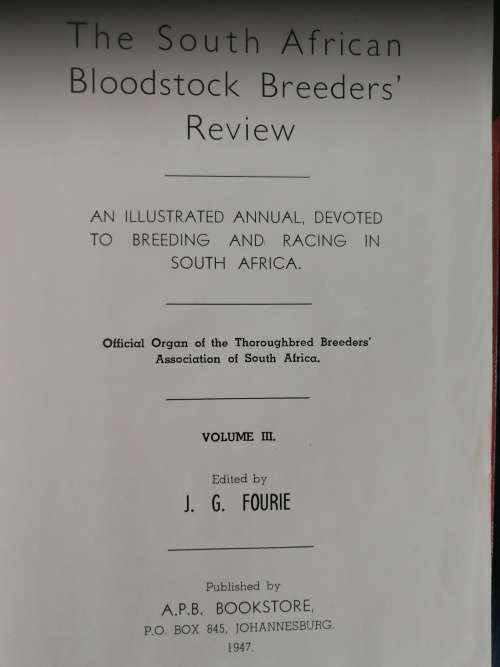 The South African
Bloodstock Breeders'
Review
AN ILLUSTRATED ANNUAL, DEVOTED
TO BREEDING AND RACING IN
SOUTH AFRICA.
Official Organ of the Thoroughbred Breeders'
Association of South Africa.
VOLUME III.
Edited by
J. G. FOURIE
Published by
A.P.B. BOOKSTORE,
P.O. BOX 845, JOHANNESBURG.
1947.